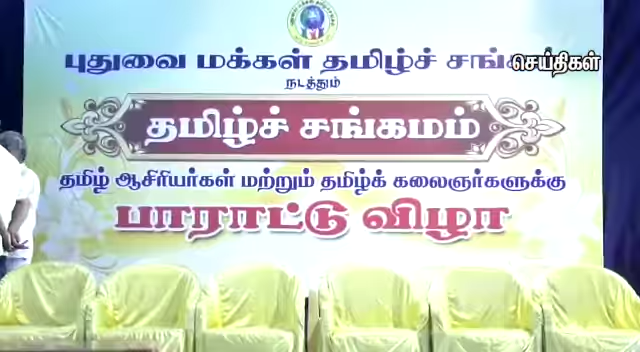 புதுவை மக்கள் தமிழ்ச் சங்
செய்திகள்
நடத்தும்
தமிழ்ச் சங்கமம்
தமிழ் ஆசிரியர்கள் மற்றும் தமிழ்க் கலைஞர்களுக்கு
பாராட்டு விழா